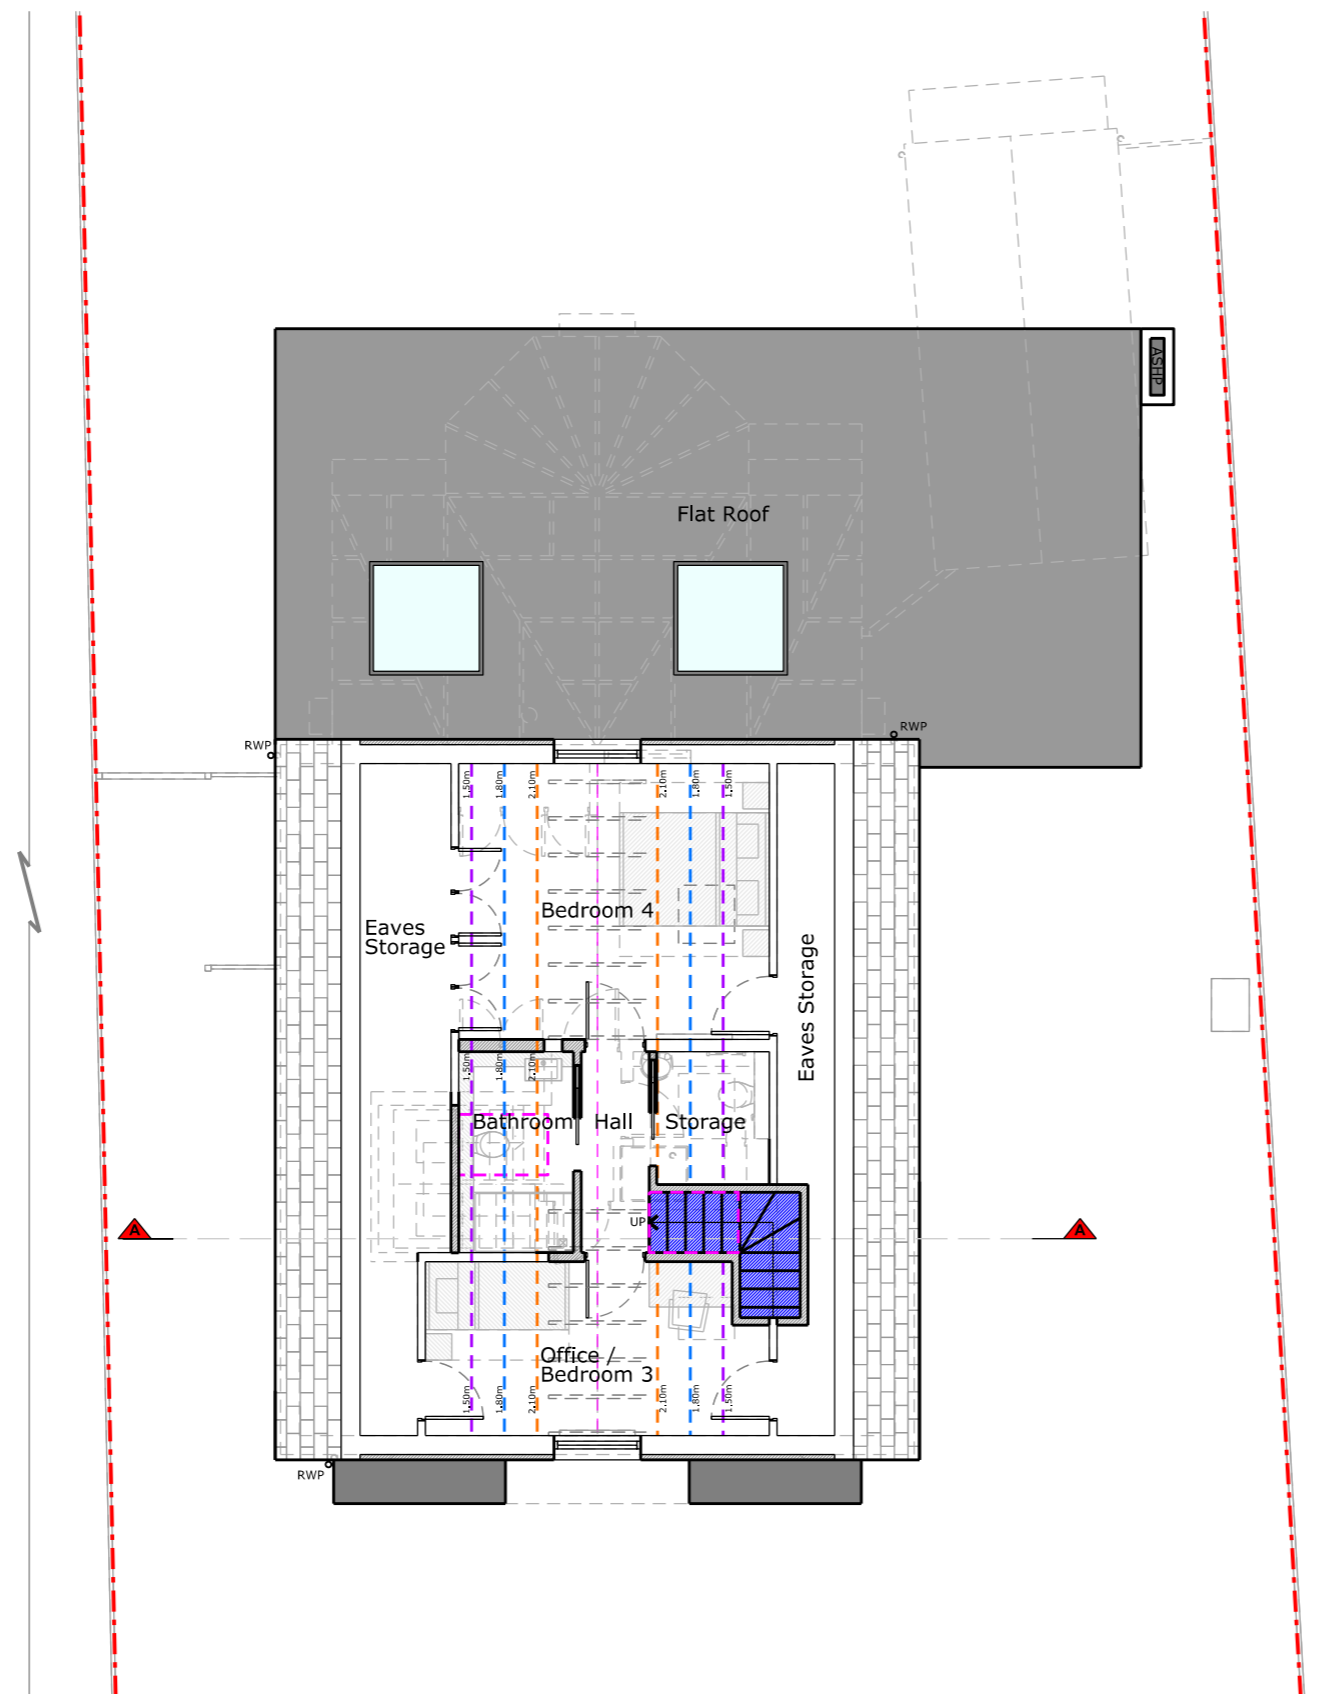 ASHP
Flat Roof
RWP
RWP
1.50m
1.80m
2.10m
2.10m
1.80m
1.50m
Bedroom 4
Eaves
Storage
Eaves Storage
1.50m
1.80m
2.10m
Bathroom
Hall
Storage
UP
A
A
Office /
Bedroom 3
1.50m
1.80m
2.10m
2.10m
1.80m
1.50m
RWP